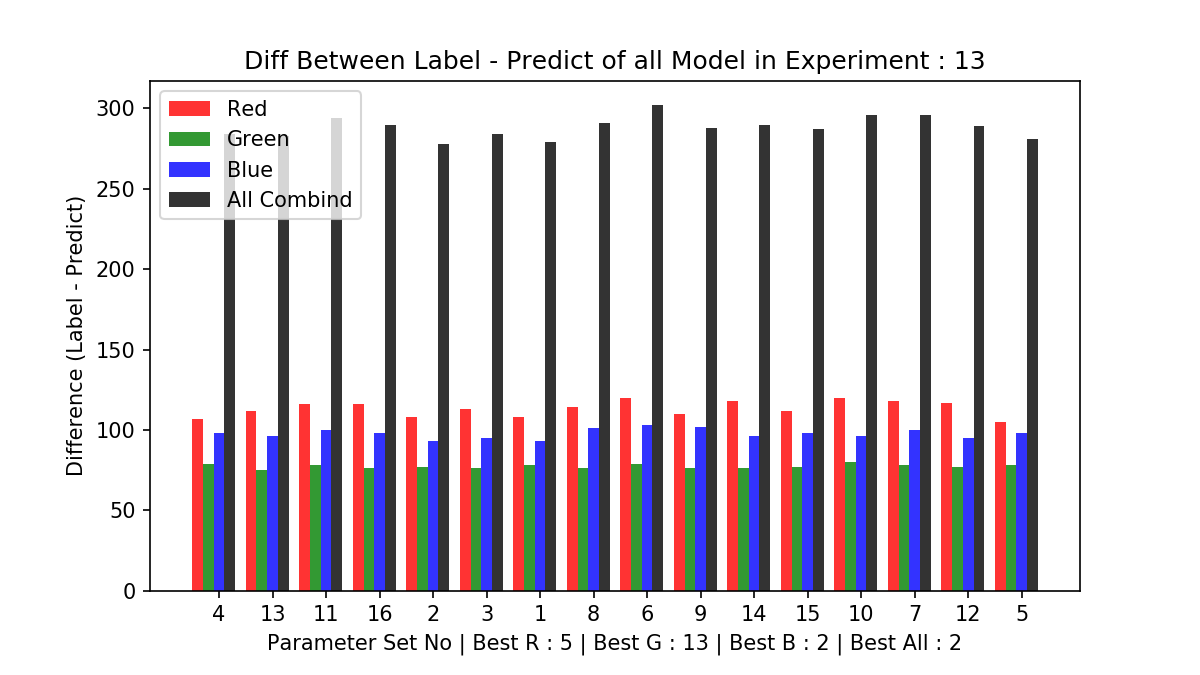 Diff Between Label - Predict of all Model in Experiment : 13
300
250
200
150
100
50
0
Difference (Label - Predict)
Red
Green
Blue
All Combind
4 13 11 16 2 3 1 8 6 9 14 15 10 7 12 5
Parameter Set No | Best R : 5 | Best G : 13 | Best B : 2 | Best All : 2